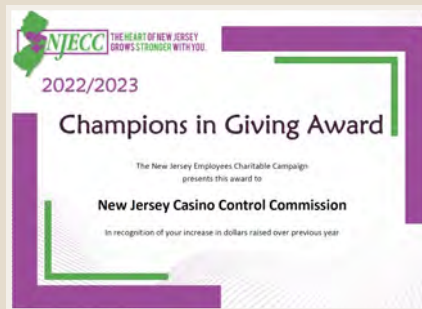 NJECC
THE HEART OF NEW JERSEY
GROWS STRONGER WITH YOU.
2022/2023
Champions in Giving Award
The New Jersey Employees Charitable Campaign
presents this award to
New Jersey Casino Control Commission
In recognition of your increase in dollars raised over previous year